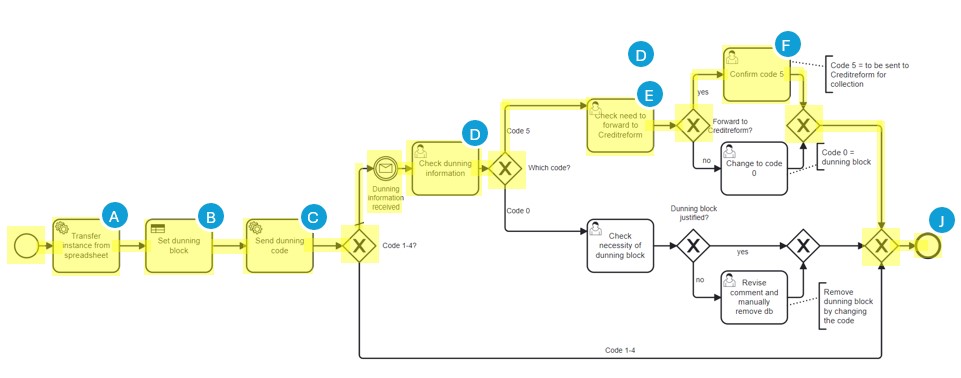 A
Transfer
instance from
spreadsheet
B
Set dunning
block
C
Send dunning
code
Code 1-4?
Dunning
information
received
D
Check dunning
information
Which code?
Code 5
Code 0
D
E
Check need to
forward to
Creditreform
Forward to
Creditreform?
yes
no
F
Confirm code 5
Code 5 = to be sent to
Creditreform for
collection
Change to code
0
Code 0 =
dunning block
Check
necessity of
dunning block
Dunning block
justified?
yes
no
Revise
comment and
manually
remove db
Remove
dunning block
by changing
the code
J
Code 1-4